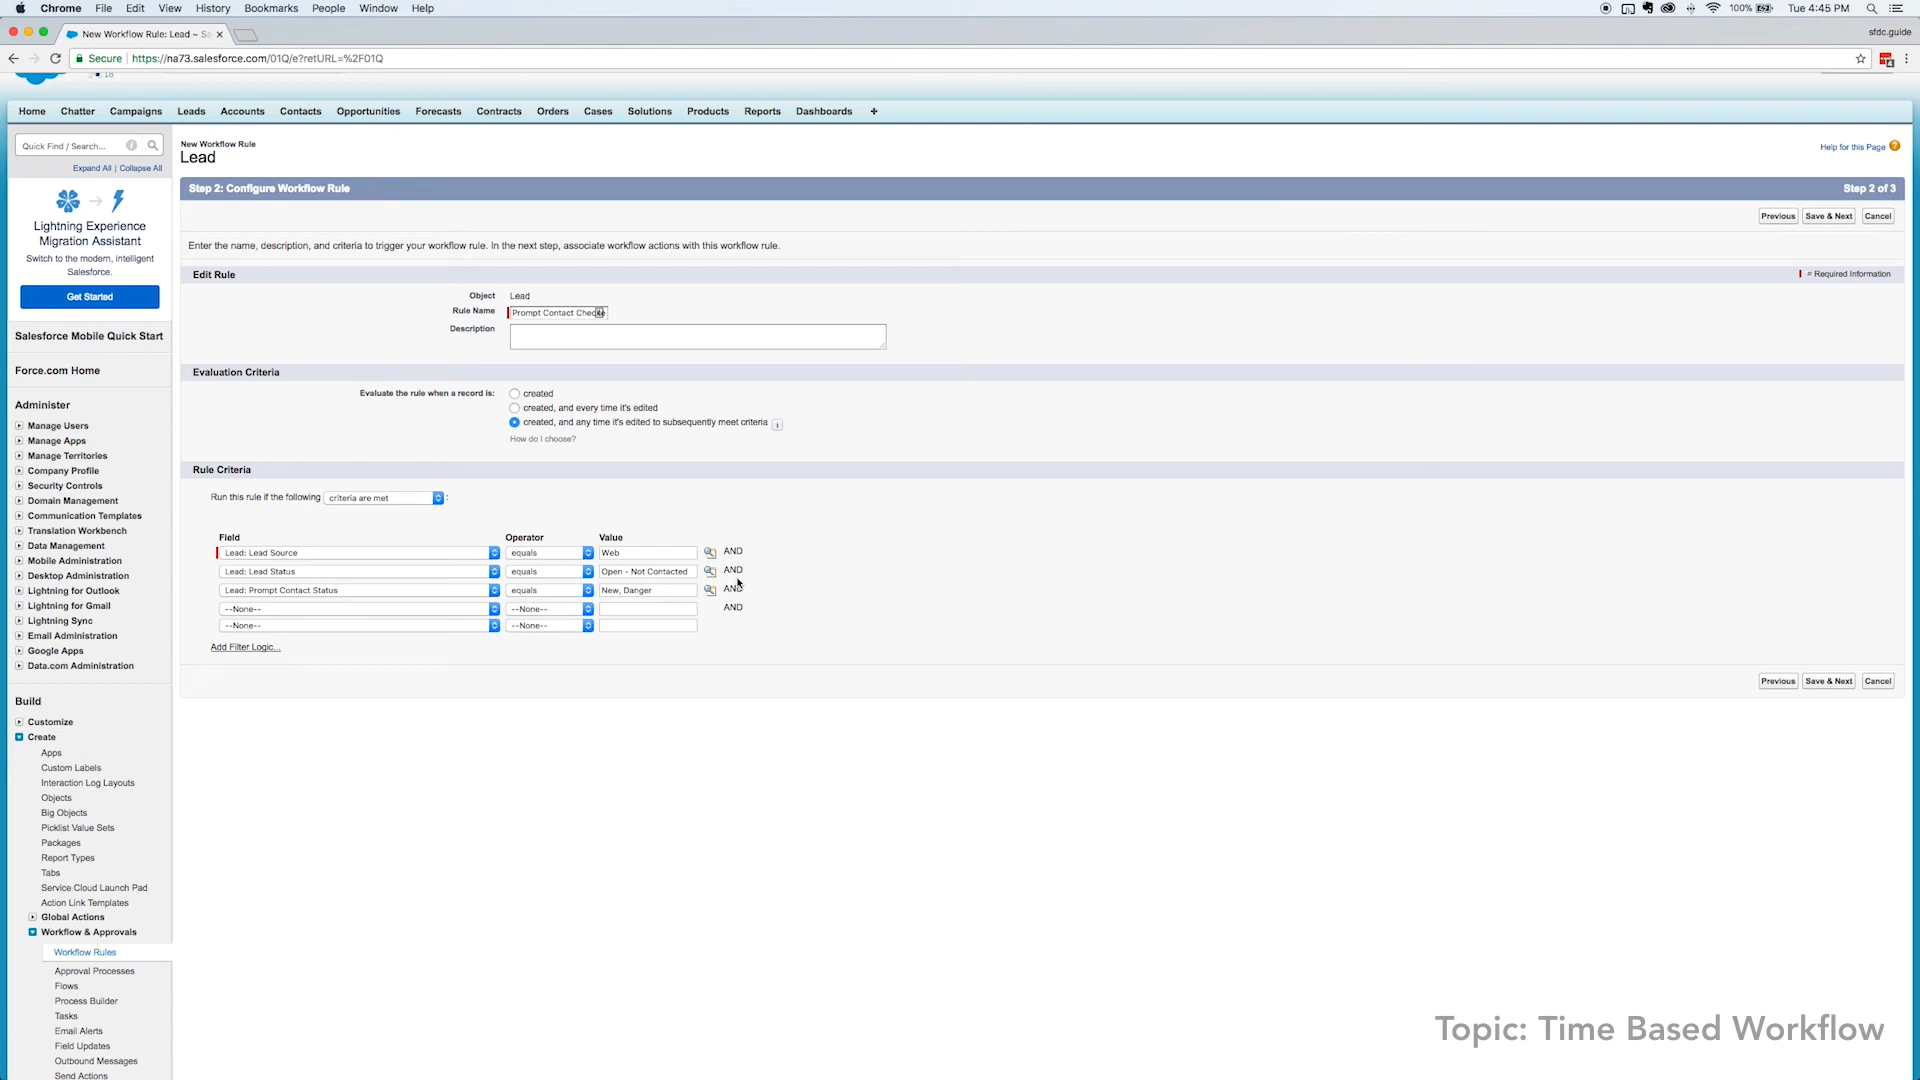 Chrome File Edit View History Bookmarks People Window Help 100% Tue 4:45 PM
New Workflow Rule: Lead ~ Sa
sfdc.guide
Secure https://na73.salesforce.com/01Q/e?retURL=%2F01Q
Home Chatter Campaigns Leads Accounts Contacts Opportunities Forecasts Contracts Orders Cases Solutions Products Reports Dashboards +
Quick Find / Search...
Expand All | Collapse All
Lightning Experience
Migration Assistant
Switch to the modern, intelligent
Salesforce.
Get Started
Salesforce Mobile Quick Start
Force.com Home
Administer
Manage Users
Manage Apps
Manage Territories
Company Profile
Security Controls
Domain Management
Communication Templates
Translation Workbench
Data Management
Mobile Administration
Desktop Administration
Lightning for Outlook
Lightning for Gmail
Lightning Sync
Email Administration
Google Apps
Data.com Administration
Build
Customize
Create
Apps
Custom Labels
Interaction Log Layouts
Objects
Big Objects
Picklist Value Sets
Packages
Report Types
Tabs
Service Cloud Launch Pad
Action Link Templates
Global Actions
Workflow & Approvals
Workflow Rules
Approval Processes
Flows
Process Builder
Tasks
Email Alerts
Field Updates
Outbound Messages
Send Actions
New Workflow Rule
Lead
Help for this Page
Step 2: Configure Workflow Rule Step 2 of 3
Previous Save & Next Cancel
Enter the name, description, and criteria to trigger your workflow rule. In the next step, associate workflow actions with this workflow rule.
Edit Rule = Required Information
Object Lead
Rule Name Prompt Contact Checke
Description
Evaluation Criteria
Evaluate the rule when a record is: created
created, and every time it's edited
created, and any time it's edited to subsequently meet criteria
How do I choose?
Rule Criteria
Run this rule if the following criteria are met :
Field Operator Value
Lead: Lead Source equals Web AND
Lead: Lead Status equals Open - Not Contacted AND
Lead: Prompt Contact Status equals New, Danger AND
--None-- --None-- AND
--None-- --None--
Add Filter Logic...
Previous Save & Next Cancel
Topic: Time Based Workflow